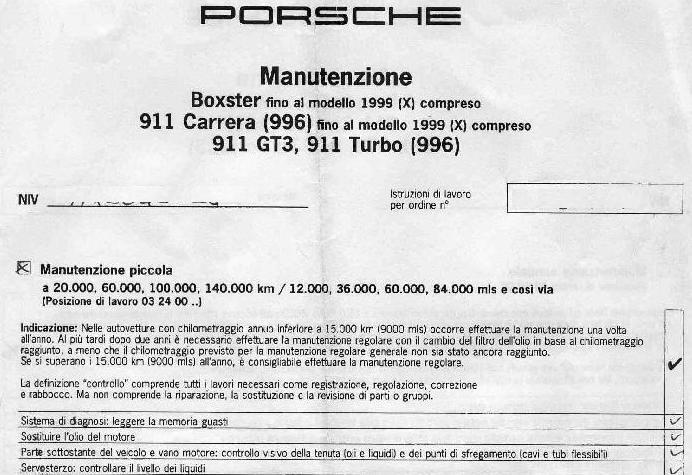 PORSCHE
Manutenzione
Boxster fino al modello 1999 (X) compreso
911 Carrera (996) fino al modello 1999 (X) compreso
911 GT3, 911 Turbo (996)
NIV
Istruzioni di lavoro
per ordine n°
Manutenzione piccola
a 20.000, 60.000, 100.000, 140.000 km / 12.000, 36.000, 60.000, 84.000 mls e così via
(Posizione di lavoro 03 24 00 ..)
Indicazione: Nelle autovetture con chilometraggio annuo inferiore a 15.000 km (9000 mls) occorre effettuare la manutenzione una volta
all'anno. Al più tardi dopo due anni è necessario effettuare la manutenzione regolare con il cambio del filtro dell'olio in base al chilometraggio
raggiunto, a meno che il chilometraggio previsto per la manutenzione regolare generale non sia stato ancora raggiunto.
Se si superano i 15.000 km (9000 mls) all'anno, è consigliabile effettuare la manutenzione regolare.
La definizione "controllo" comprende tutti i lavori necessari come registrazione, regolazione, correzione
e rabbocco. Ma non comprende la riparazione, la sostituzione o la revisione di parti o gruppi.
Sistema di diagnosi: leggere la memoria guasti
Sostituire l'olio del motore
Parte sottostante del veicolo e vano motore: controllo visivo della tenuta (oli e liquidi) e dei punti di sfregamento (cavi e tubi flessibili)
Servosterzo: controllare il livello dei liquidi